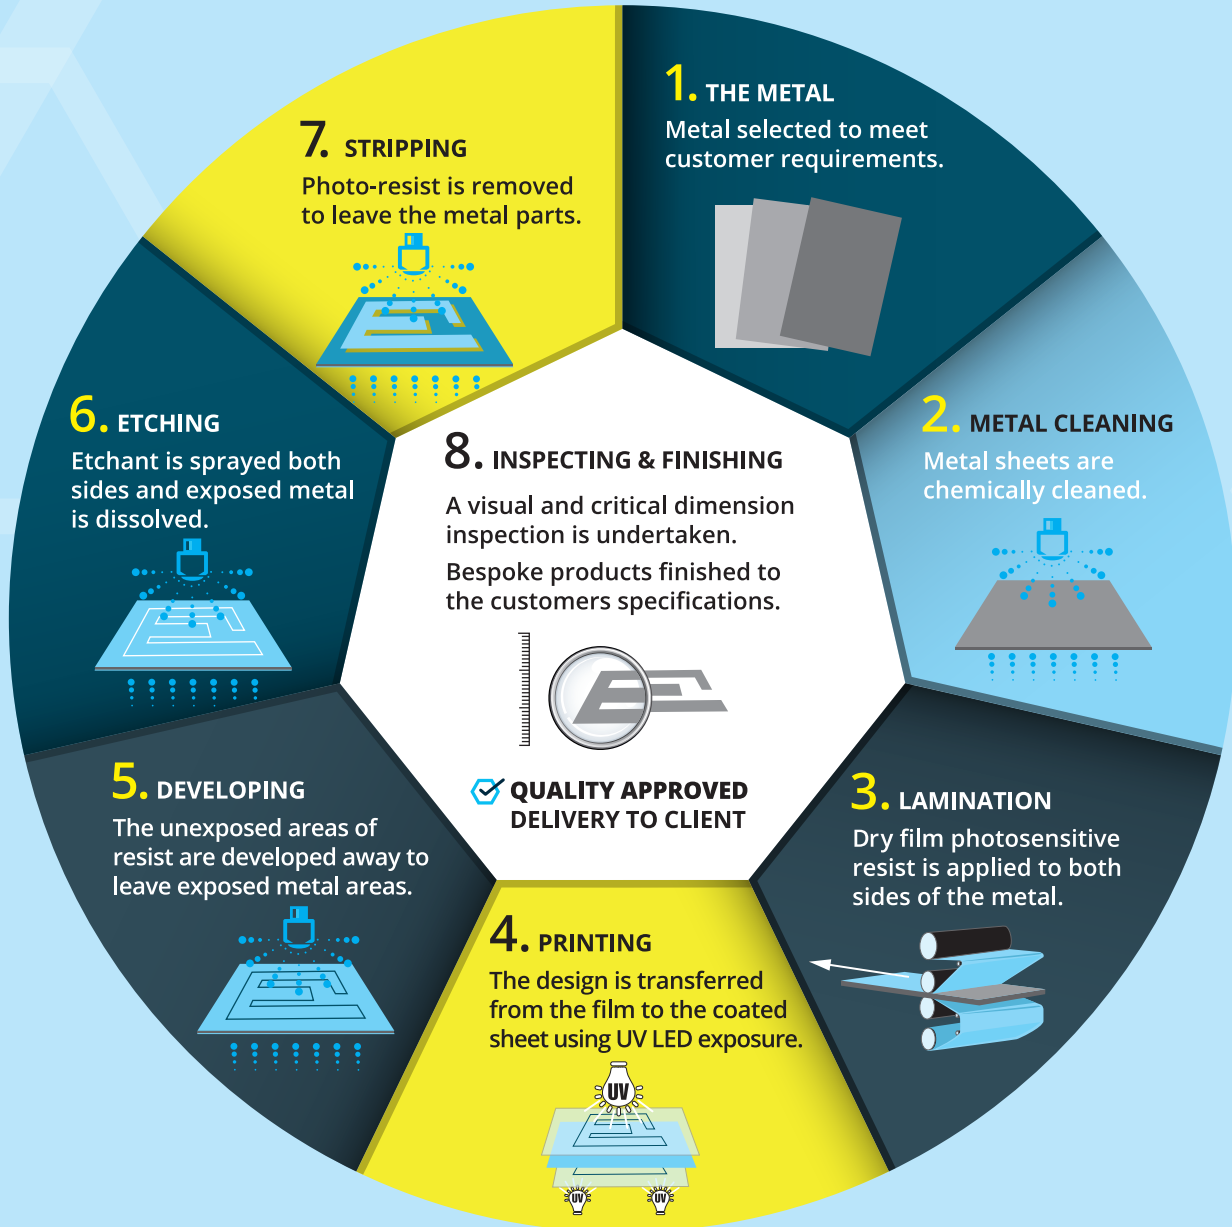 1. THE METAL
Metal selected to meet
customer requirements.
2. METAL CLEANING
Metal sheets are
chemically cleaned.
3. LAMINATION
Dry film photosensitive
resist is applied to both
sides of the metal.
4. PRINTING
The design is transferred
from the film to the coated
sheet using UV LED exposure.
UV
UV
UV
5. DEVELOPING
The unexposed areas of
resist are developed away to
leave exposed metal areas.
6. ETCHING
Etchant is sprayed both
sides and exposed metal
is dissolved.
7. STRIPPING
Photo-resist is removed
to leave the metal parts.
8. INSPECTING & FINISHING
A visual and critical dimension
inspection is undertaken.
Bespoke products finished to
the customers specifications.
QUALITY APPROVED
DELIVERY TO CLIENT